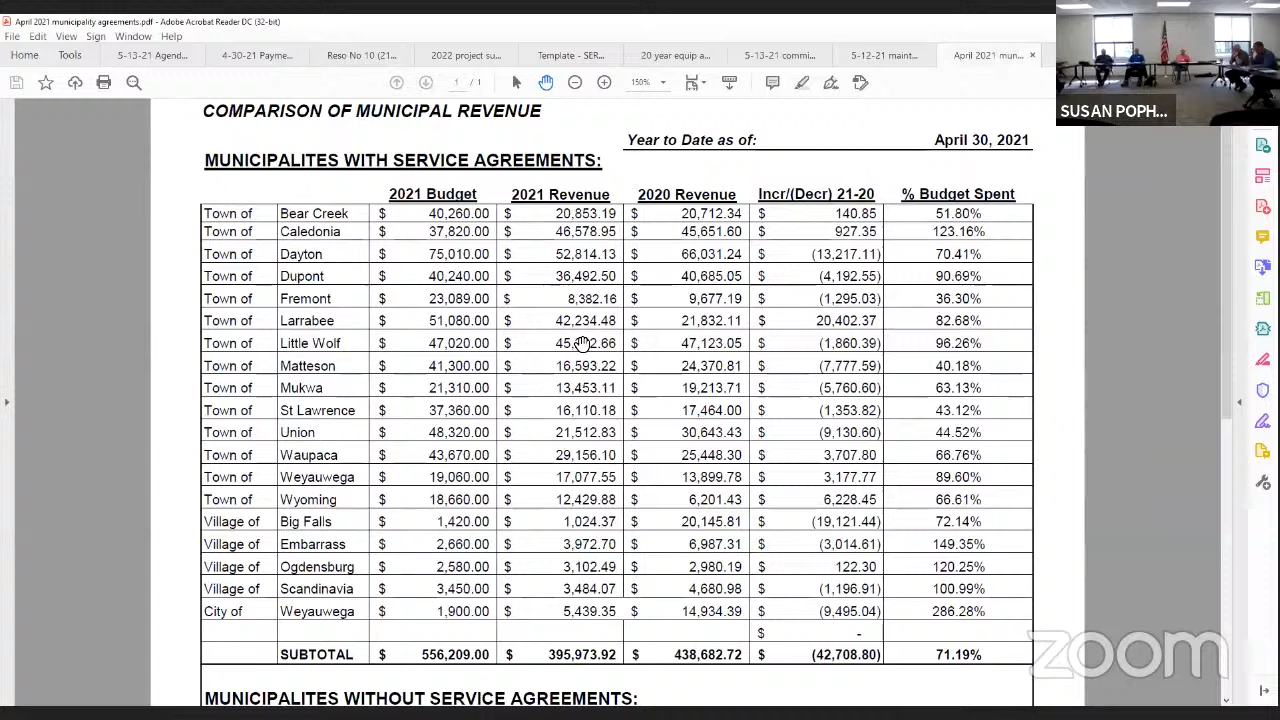 April 2021 municipality agreements.pdf - Adobe Acrobat Reader DC (32-bit)
File Edit View Sign Window Help
Home Tools 5-13-21 Agend... 4-30-21 Payme... Reso No 10 (21... 2022 project su... Template - SER... 20 year equip a... 5-13-21 commi... 5-12-21 maint... April 2021 mun... ×
1 / 1 150%
SUSAN POPH...
COMPARISON OF MUNICIPAL REVENUE
Year to Date as of: April 30, 2021
MUNICIPALITES WITH SERVICE AGREEMENTS:
2021 Budget 2021 Revenue 2020 Revenue Incr/(Decr) 21-20 % Budget Spent
Town of Bear Creek $ 40,260.00 $ 20,853.19 $ 20,712.34 $ 140.85 51.80%
Town of Caledonia $ 37,820.00 $ 46,578.95 $ 45,651.60 $ 927.35 123.16%
Town of Dayton $ 75,010.00 $ 52,814.13 $ 66,031.24 $ (13,217.11) 70.41%
Town of Dupont $ 40,240.00 $ 36,492.50 $ 40,685.05 $ (4,192.55) 90.69%
Town of Fremont $ 23,089.00 $ 8,382.16 $ 9,677.19 $ (1,295.03) 36.30%
Town of Larrabee $ 51,080.00 $ 42,234.48 $ 21,832.11 $ 20,402.37 82.68%
Town of Little Wolf $ 47,020.00 $ $ 47,123.05 $ (1,860.39) 96.26%
Town of Matteson $ 41,300.00 $ 16,593.22 $ 24,370.81 $ (7,777.59) 40.18%
Town of Mukwa $ 21,310.00 $ 13,453.11 $ 19,213.71 $ (5,760.60) 63.13%
Town of St Lawrence $ 37,360.00 $ 16,110.18 $ 17,464.00 $ (1,353.82) 43.12%
Town of Union $ 48,320.00 $ 21,512.83 $ 30,643.43 $ (9,130.60) 44.52%
Town of Waupaca $ 43,670.00 $ 29,156.10 $ 25,448.30 $ 3,707.80 66.76%
Town of Weyauwega $ 19,060.00 $ 17,077.55 $ 13,899.78 $ 3,177.77 89.60%
Town of Wyoming $ 18,660.00 $ 12,429.88 $ 6,201.43 $ 6,228.45 66.61%
Village of Big Falls $ 1,420.00 $ 1,024.37 $ 20,145.81 $ (19,121.44) 72.14%
Village of Embarrass $ 2,660.00 $ 3,972.70 $ 6,987.31 $ (3,014.61) 149.35%
Village of Ogdensburg $ 2,580.00 $ 3,102.49 $ 2,980.19 $ 122.30 120.25%
Village of Scandinavia $ 3,450.00 $ 3,484.07 $ 4,680.98 $ (1,196.91) 100.99%
City of Weyauwega $ 1,900.00 $ 5,439.35 $ 14,934.39 $ (9,495.04) 286.28%
$ -
SUBTOTAL $ 556,209.00 $ 395,973.92 $ 438,682.72 $ (42,708.80) 71.19%
MUNICIPALITES WITHOUT SERVICE AGREEMENTS:
zoom